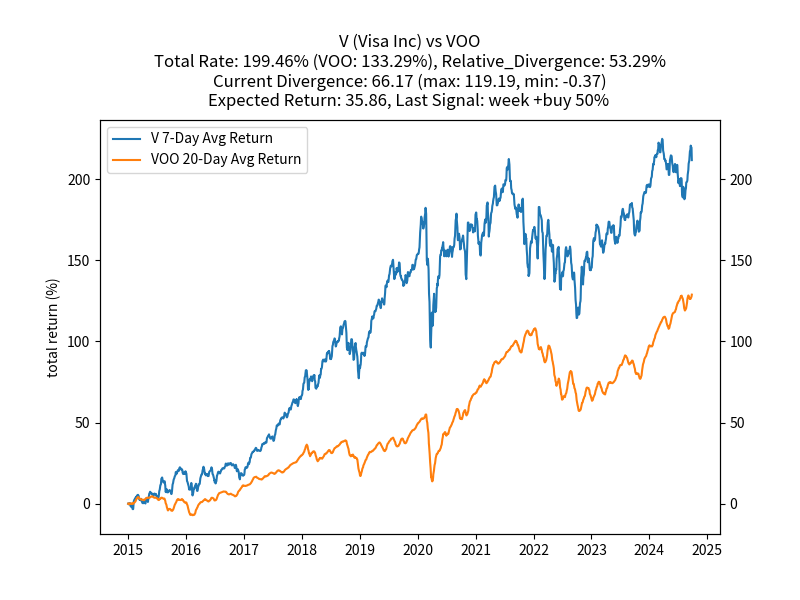 V (Visa Inc) vs VOO
Total Rate: 199.46% (VOO: 133.29%), Relative_Divergence: 53.29%
Current Divergence: 66.17 (max: 119.19, min: -0.37)
Expected Return: 35.86, Last Signal: week +buy 50%
V 7-Day Avg Return
VOO 20-Day Avg Return
total return (%)
200
150
100
50
0
200
150
100
50
0
2015 2016 2017 2018 2019 2020 2021 2022 2023 2024 2025